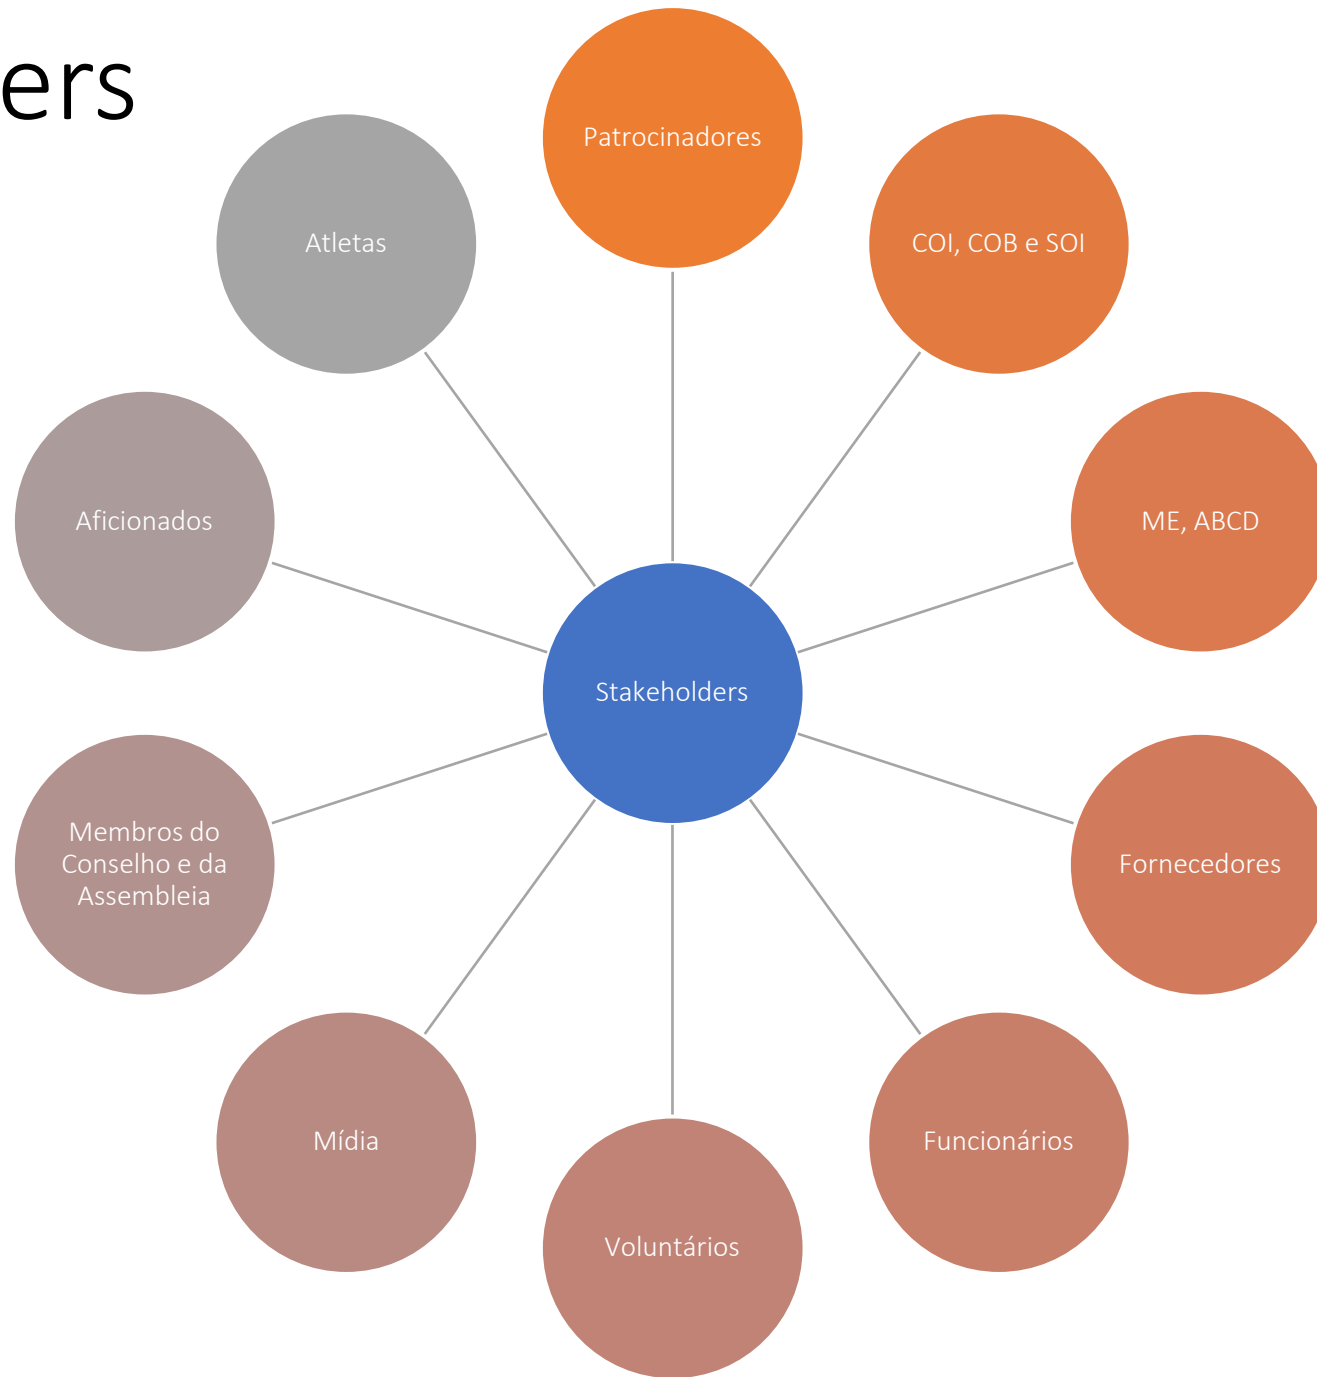 ers
Patrocinadores
COI, COB e SOI
ME, ABCD
Fornecedores
Funcionários
Voluntários
Mídia
Membros do
Conselho e da
Assembleia
Aficionados
Atletas
Stakeholders